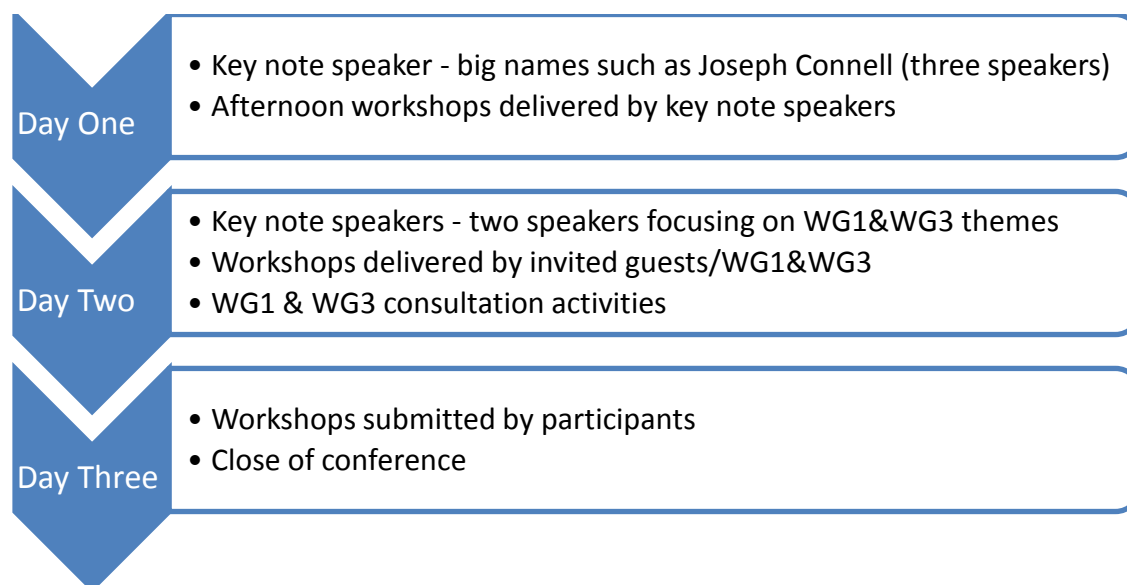 Day One
• Key note speaker - big names such as Joseph Connell (three speakers)
• Afternoon workshops delivered by key note speakers
Day Two
• Key note speakers - two speakers focusing on WG1&WG3 themes
• Workshops delivered by invited guests/WG1&WG3
• WG1 & WG3 consultation activities
Day Three
• Workshops submitted by participants
• Close of conference